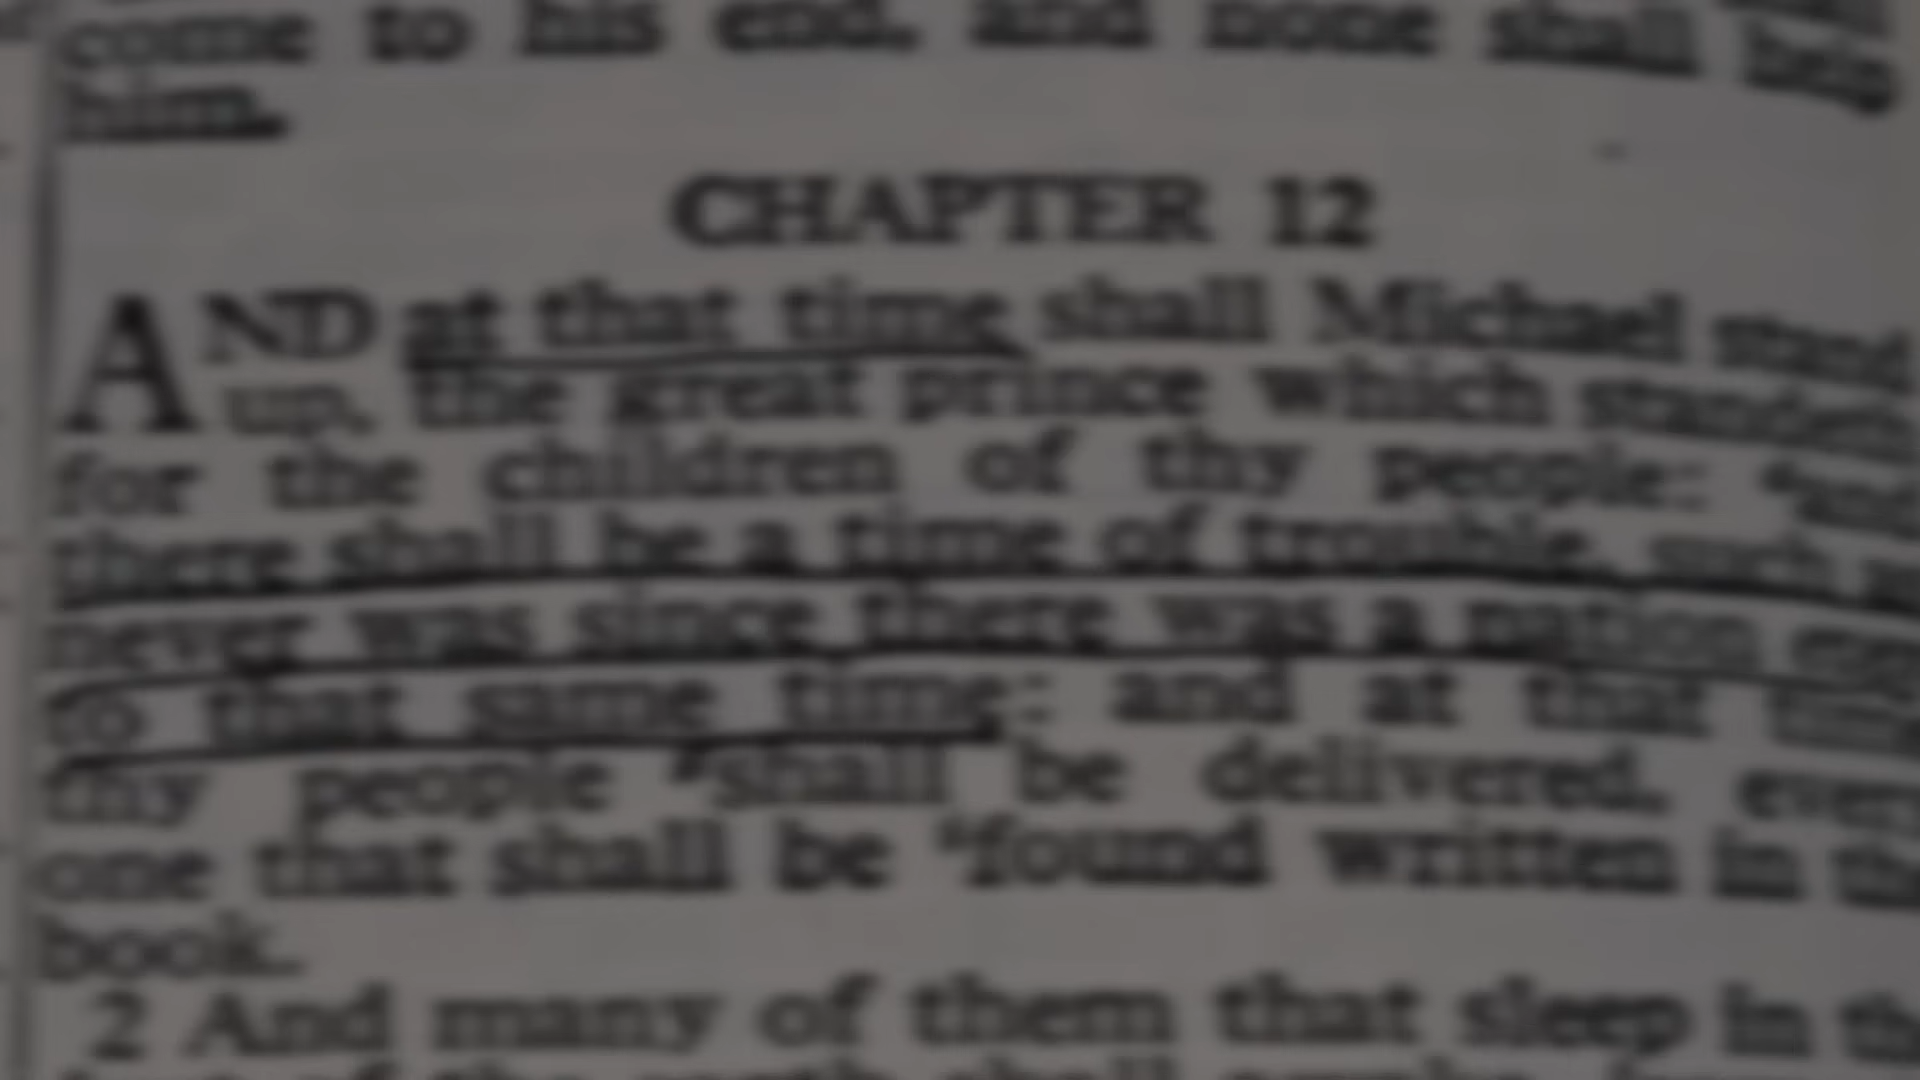 come to his end, and none shall help
him.
CHAPTER 12
AND at that time shall Michael stand
up, the great prince which standeth
for the children of thy people: and
there shall be a time of trouble, such as
never was since there was a nation
to that same time: and at that time
thy people shall be delivered, every
one that shall be found written in the
book.
2 And many of them that sleep in the